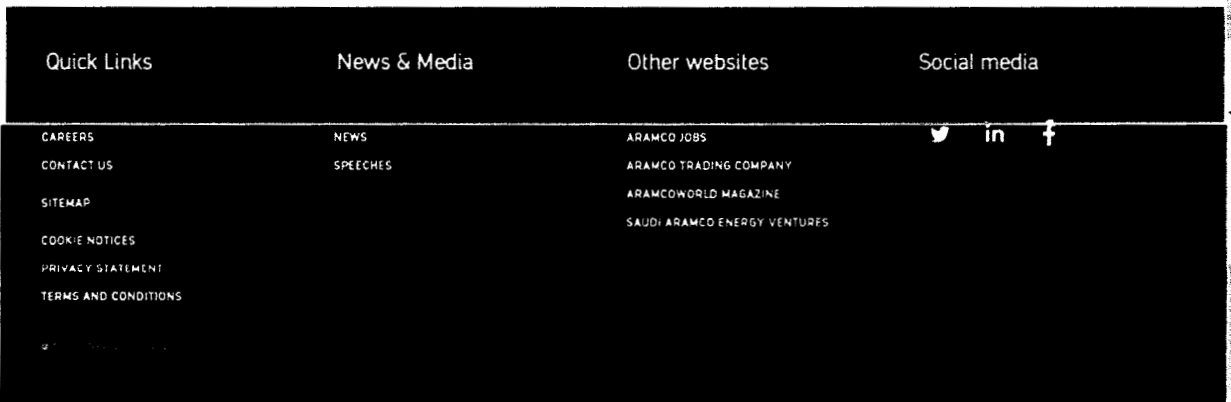 Quick Links
CAREERS
CONTACT US
SITEMAP
COOKIE NOTICES
PRIVACY STATEMENT
TERMS AND CONDITIONS
News & Media
NEWS
SPEECHES
Other websites
ARAMCO JOBS
ARAMCO TRADING COMPANY
ARAMCOWORLD MAGAZINE
SAUDI ARAMCO ENERGY VENTURES
Social media